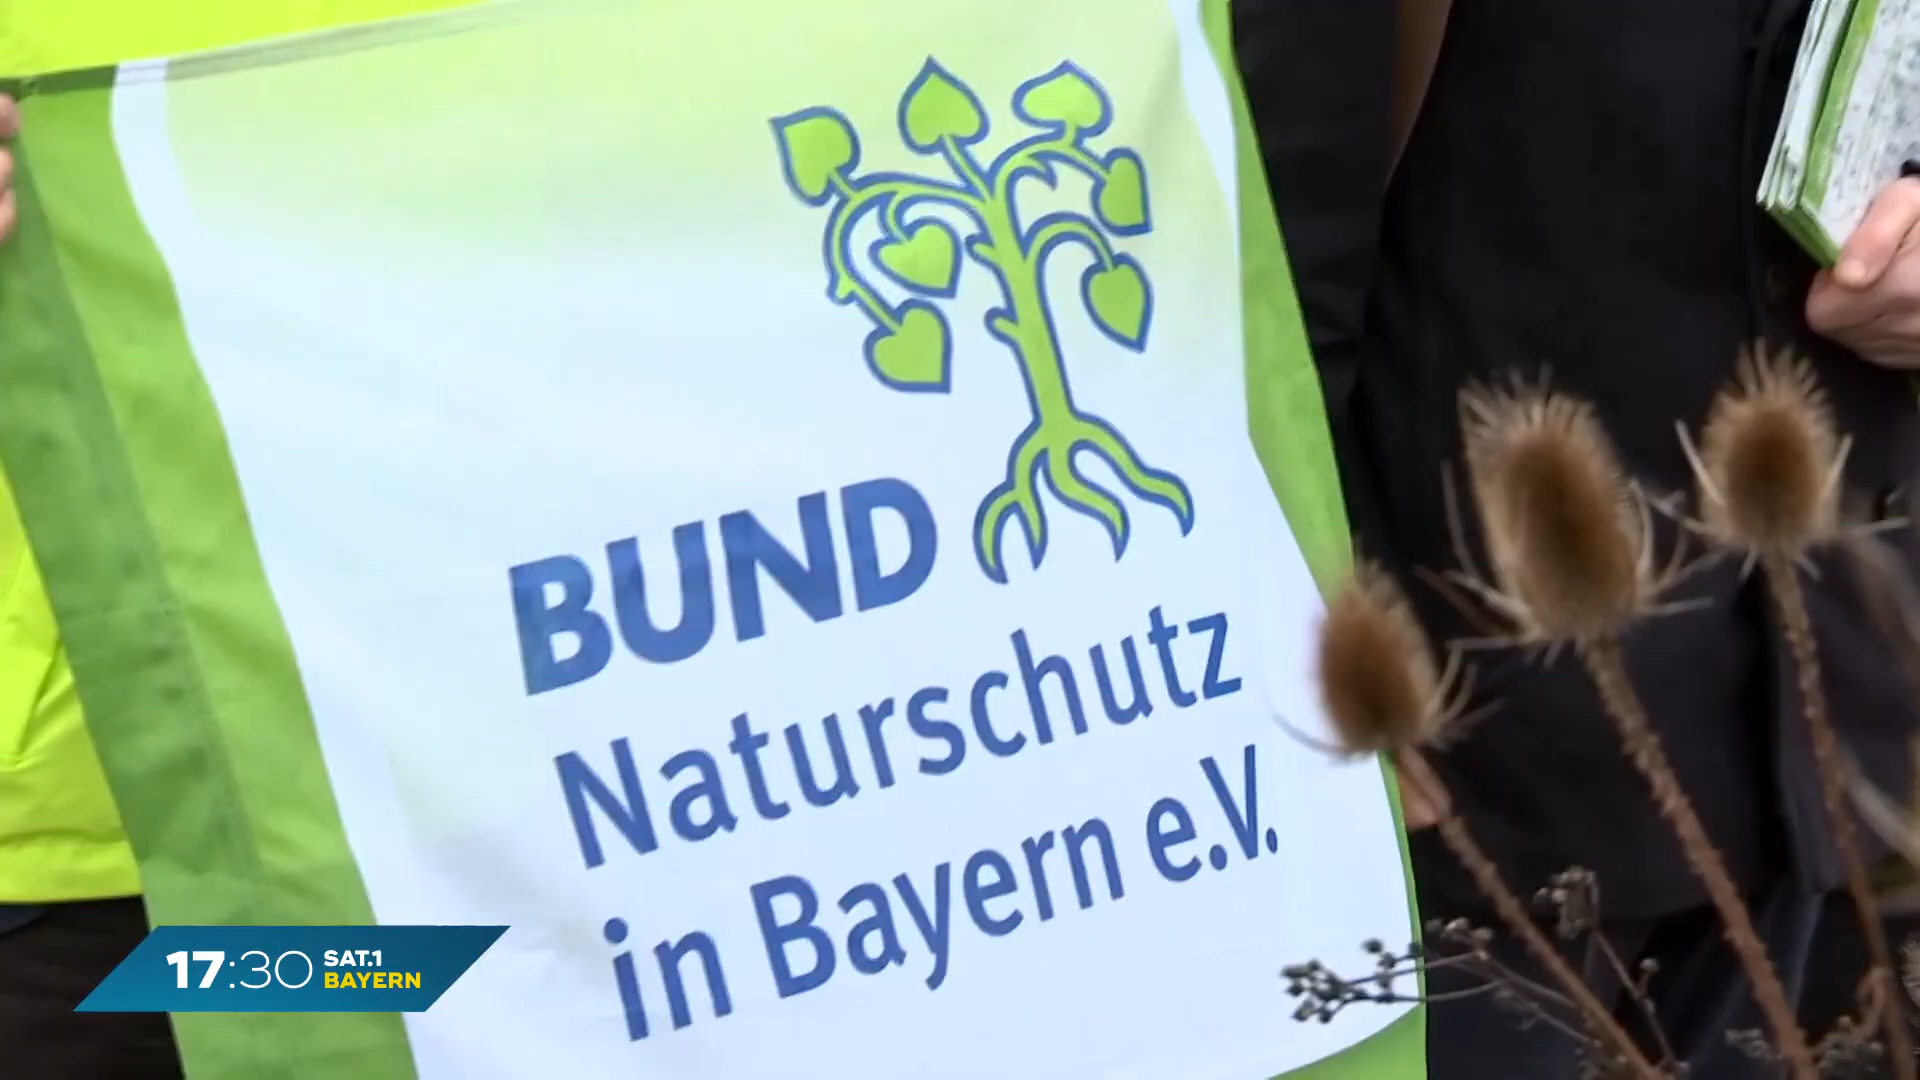 BUND
Naturschutz
in Bayern e.V.
17:30 SAT.1
BAYERN